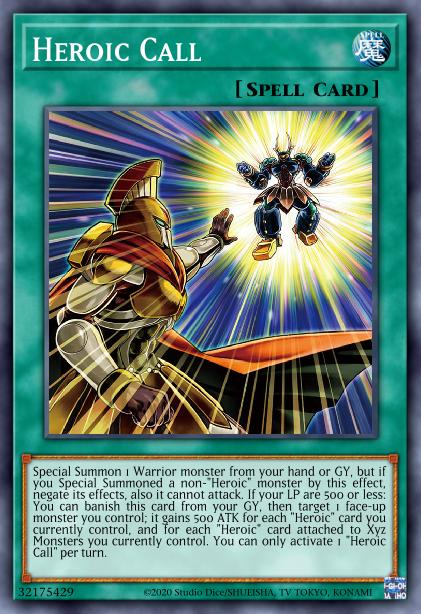 HEROIC CALL
SPELL
魔
[SPELL CARD]
Special Summon 1 Warrior monster from your hand or GY, but if
you Special Summoned a non-"Heroic" monster by this effect,
negate its effects, also it cannot attack. If your LP are 500 or less:
You can banish this card from your GY, then target 1 face-up
monster you control; it gains 500 ATK for each "Heroic" card you
currently control, and for each "Heroic" card attached to Xyz
Monsters you currently control. You can only activate 1 "Heroic
Call" per turn.
32175429
©2020 Studio Dice/SHUEISHA, TV TOKYO, KONAMI